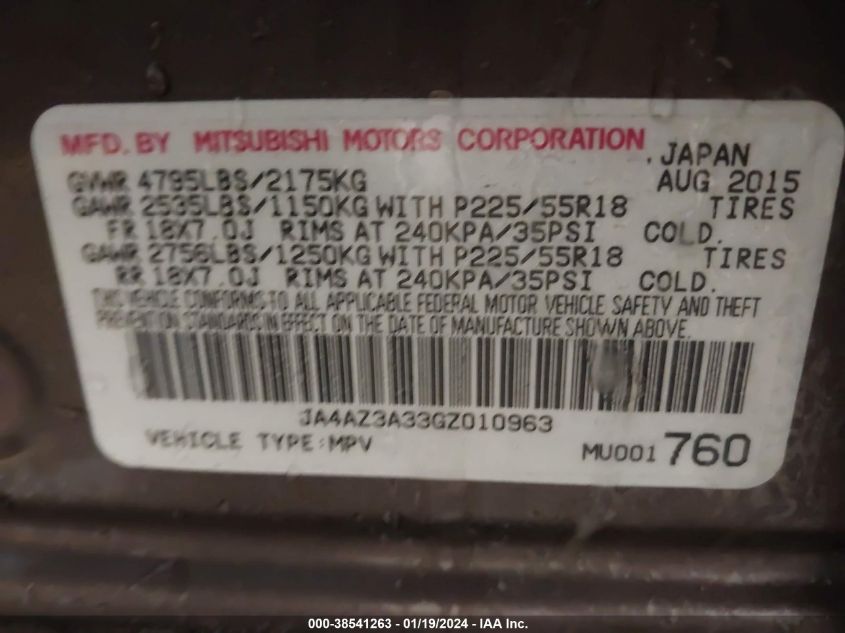 MFD. BY MITSUBISHI MOTORS CORPORATION
. JAPAN
GVWR 4795LBS/2175KG AUG 2015
GAWR 2535LBS/1150KG WITH P225/55R18 TIRES
FR 18X7.0J RIMS AT 240KPA/35PSI COLD.
GAWR 2756LBS/1250KG WITH P225/55R18 TIRES
RR 18X7.0J RIMS AT 240KPA/35PSI COLD.
THIS VEHICLE CONFORMS TO ALL APPLICABLE FEDERAL MOTOR VEHICLE SAFETY AND THEFT
PREVENTION STANDARDS IN EFFECT ON THE DATE OF MANUFACTURE SHOWN ABOVE.
JA4AZ3A33GZ010963
VEHICLE TYPE:MPV MU001 760
000-38541263 - 01/19/2024 - IAA Inc.